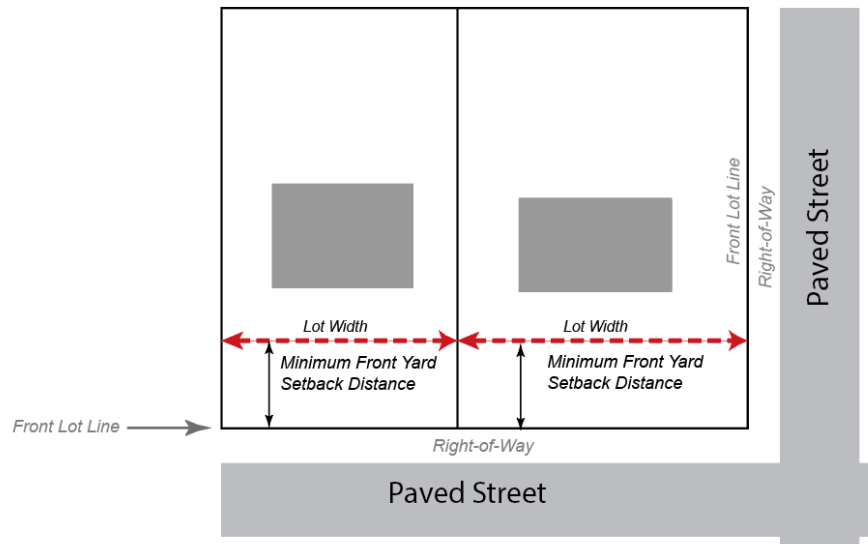 Front Lot Line
Right-of-Way
Paved Street
Lot Width
Lot Width
Minimum Front Yard
Setback Distance
Minimum Front Yard
Setback Distance
Front Lot Line
Right-of-Way
Paved Street